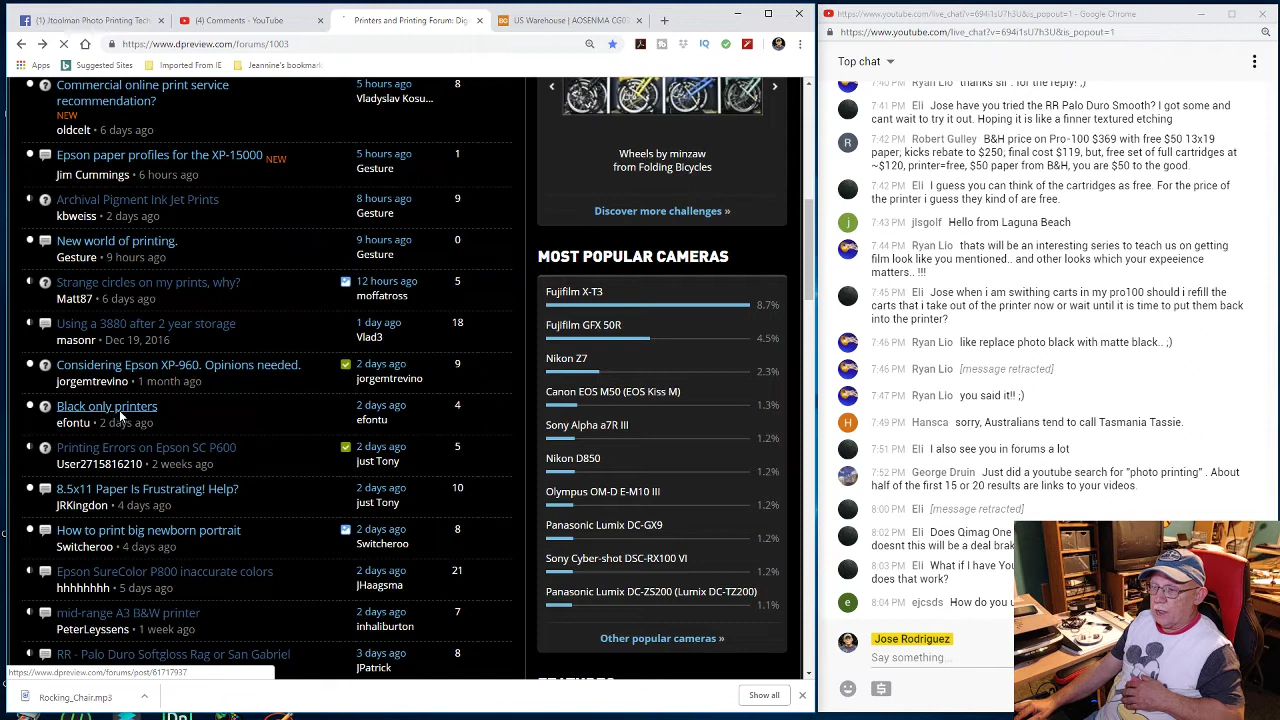 (1) Jtoolman Photo Printing Tech
(4) Comments - YouTube
Printers and Printing Forum: Dig
US Warehouse | AOSENMA CG03
https://www.youtube.com/live_chat?v=694i1sU7h3U&is_popout=1 - Google Chrome
https://www.dpreview.com/forums/1003
https://www.youtube.com/live_chat?v=694i1sU7h3U&is_popout=1
Apps
Suggested Sites
Imported From IE
Jeannine's bookmar
Commercial online print service
recommendation?
NEW
oldcelt • 6 days ago
5 hours ago
Vladyslav Kosu...
8
Epson paper profiles for the XP-15000 NEW
Jim Cummings • 6 hours ago
5 hours ago
Gesture
1
Archival Pigment Ink Jet Prints
kbweiss • 2 days ago
8 hours ago
Gesture
9
New world of printing.
Gesture • 9 hours ago
9 hours ago
Gesture
0
Strange circles on my prints, why?
Matt87 • 6 days ago
12 hours ago
moffatross
5
Using a 3880 after 2 year storage
masonr • Dec 19, 2016
1 day ago
Vlad3
18
Considering Epson XP-960. Opinions needed.
jorgemtrevino • 1 month ago
2 days ago
jorgemtrevino
9
Black only printers
efontu • 2 days ago
2 days ago
efontu
4
Printing Errors on Epson SC P600
User2715816210 • 2 weeks ago
2 days ago
just Tony
5
8.5x11 Paper Is Frustrating! Help?
JRKingdon • 4 days ago
2 days ago
just Tony
10
How to print big newborn portrait
Switcheroo • 4 days ago
2 days ago
Switcheroo
8
Epson SureColor P800 inaccurate colors
hhhhhhhh • 5 days ago
2 days ago
JHaagsma
21
mid-range A3 B&W printer
PeterLeyssens • 1 week ago
2 days ago
inhaliburton
7
RR - Palo Duro Softgloss Rag or San Gabriel
2 days ago
JPatrick
8
https://www.dpreview.com/forums/post/61717937
Rocking_Chair.mp3
Show all
Wheels by minzaw
from Folding Bicycles
Discover more challenges »
MOST POPULAR CAMERAS
Fujifilm X-T3
8.7%
Fujifilm GFX 50R
4.5%
Nikon Z7
2.3%
Canon EOS M50 (EOS Kiss M)
1.3%
Sony Alpha a7R III
1.2%
Nikon D850
1.2%
Olympus OM-D E-M10 III
1.2%
Panasonic Lumix DC-GX9
1.2%
Sony Cyber-shot DSC-RX100 VI
1.2%
Panasonic Lumix DC-ZS200 (Lumix DC-TZ200)
1.1%
Other popular cameras »
Top chat
7:40 PM Ryan Lio thanks sir . for the reply! ;)
7:41 PM Eli Jose have you tried the RR Palo Duro Smooth? I got some and
cant wait to try it out. Hoping it is like a finner textured etching
7:42 PM Robert Gulley B&H price on Pro-100 $369 with free $50 13x19
paper; kicks rebate to $250; final cost $119, but, free set of full cartridges at
~$120, printer=free, $50 paper from B&H, you are $50 to the good.
7:42 PM Eli I guess you can think of the cartridges as free. For the price of
the printer i guess they kind of are free.
7:43 PM jlsgolf Hello from Laguna Beach
7:44 PM Ryan Lio thats will be an interesting series to teach us on getting
film look like you mentioned.. and other looks which your expeeience
matters.. !!!
7:45 PM Eli Jose when i am swithing carts in my pro100 should i refill the
carts that i take out of the printer now or wait until it is time to put them back
into the printer?
7:46 PM Ryan Lio like replace photo black with matte black.. ;)
7:46 PM Ryan Lio [message retracted]
7:47 PM Ryan Lio you said it!! ;)
7:47 PM Hansca sorry, Australians tend to call Tasmania Tassie.
7:51 PM Eli I also see you in forums a lot
7:52 PM George Druin Just did a youtube search for "photo printing" . About
half of the first 15 or 20 results are links to your videos.
8:00 PM Eli [message retracted]
8:02 PM Eli Does Qimag One
doesnt this will be a deal brak
8:03 PM Eli What if I have You
does that work?
8:04 PM ejcsds How do you u
Jose Rodriguez
Say something...